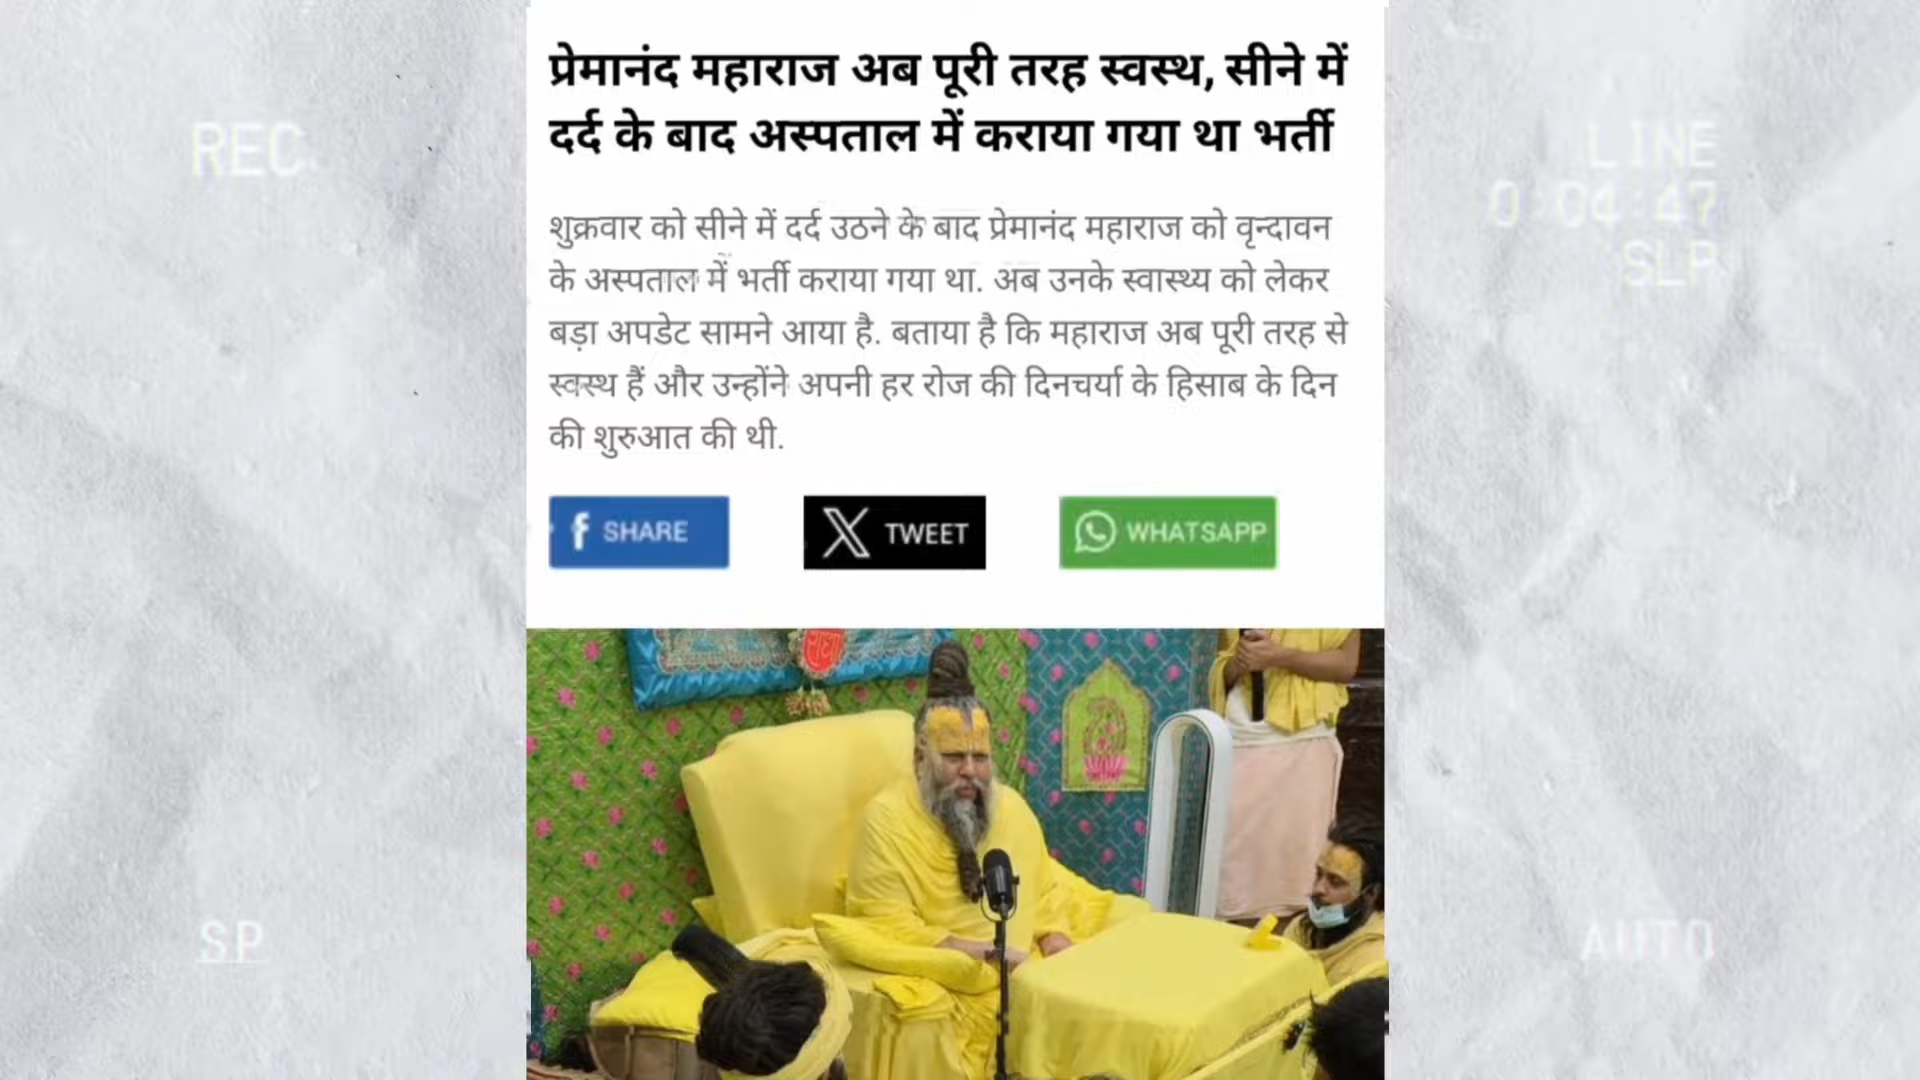 प्रेमानंद महाराज अब पूरी तरह स्वस्थ, सीने में
दर्द के बाद अस्पताल में कराया गया था भर्ती
REC
LINE
0:04:47
SLP
शुक्रवार को सीने में दर्द उठने के बाद प्रेमानंद महाराज को वृन्दावन
के अस्पताल में भर्ती कराया गया था. अब उनके स्वास्थ्य को लेकर
बड़ा अपडेट सामने आया है. बताया है कि महाराज अब पूरी तरह से
स्वस्थ हैं और उन्होंने अपनी हर रोज की दिनचर्या के हिसाब के दिन
की शुरुआत की थी.
f SHARE
X TWEET
WHATSAPP
राधा
SP
AUTO